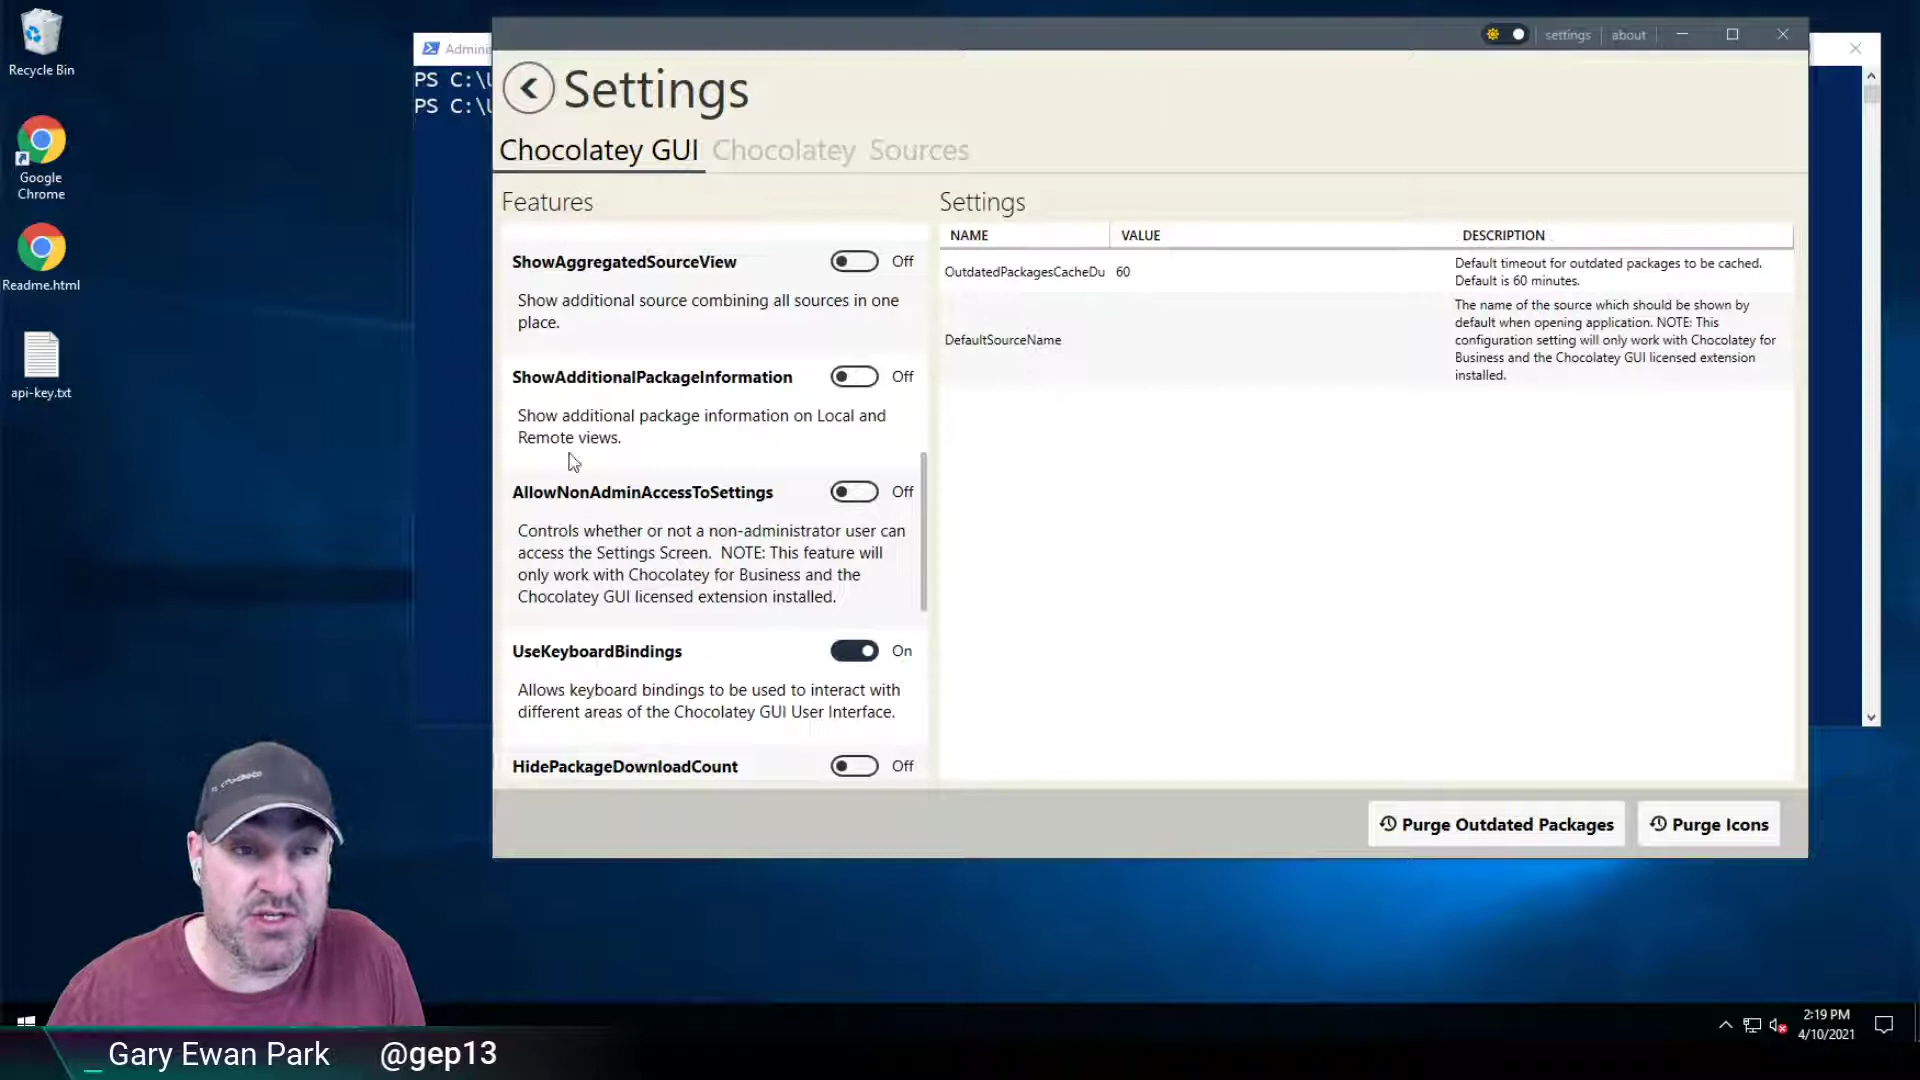 Recycle Bin
Google
Chrome
Readme.html
api-key.txt
Adminis
PS C:\U
PS C:\U
settings
about
Settings
Chocolatey GUI
Chocolatey
Sources
Features
ShowAggregatedSourceView
Off
Show additional source combining all sources in one
place.
ShowAdditionalPackageInformation
Off
Show additional package information on Local and
Remote views.
AllowNonAdminAccessToSettings
Off
Controls whether or not a non-administrator user can
access the Settings Screen. NOTE: This feature will
only work with Chocolatey for Business and the
Chocolatey GUI licensed extension installed.
UseKeyboardBindings
On
Allows keyboard bindings to be used to interact with
different areas of the Chocolatey GUI User Interface.
HidePackageDownloadCount
Off
Settings
NAME
VALUE
DESCRIPTION
OutdatedPackagesCacheDu
60
Default timeout for outdated packages to be cached.
Default is 60 minutes.
DefaultSourceName
The name of the source which should be shown by
default when opening application. NOTE: This
configuration setting will only work with Chocolatey for
Business and the Chocolatey GUI licensed extension
installed.
Purge Outdated Packages
Purge Icons
2:19 PM
4/10/2021
_ Gary Ewan Park
@gep13